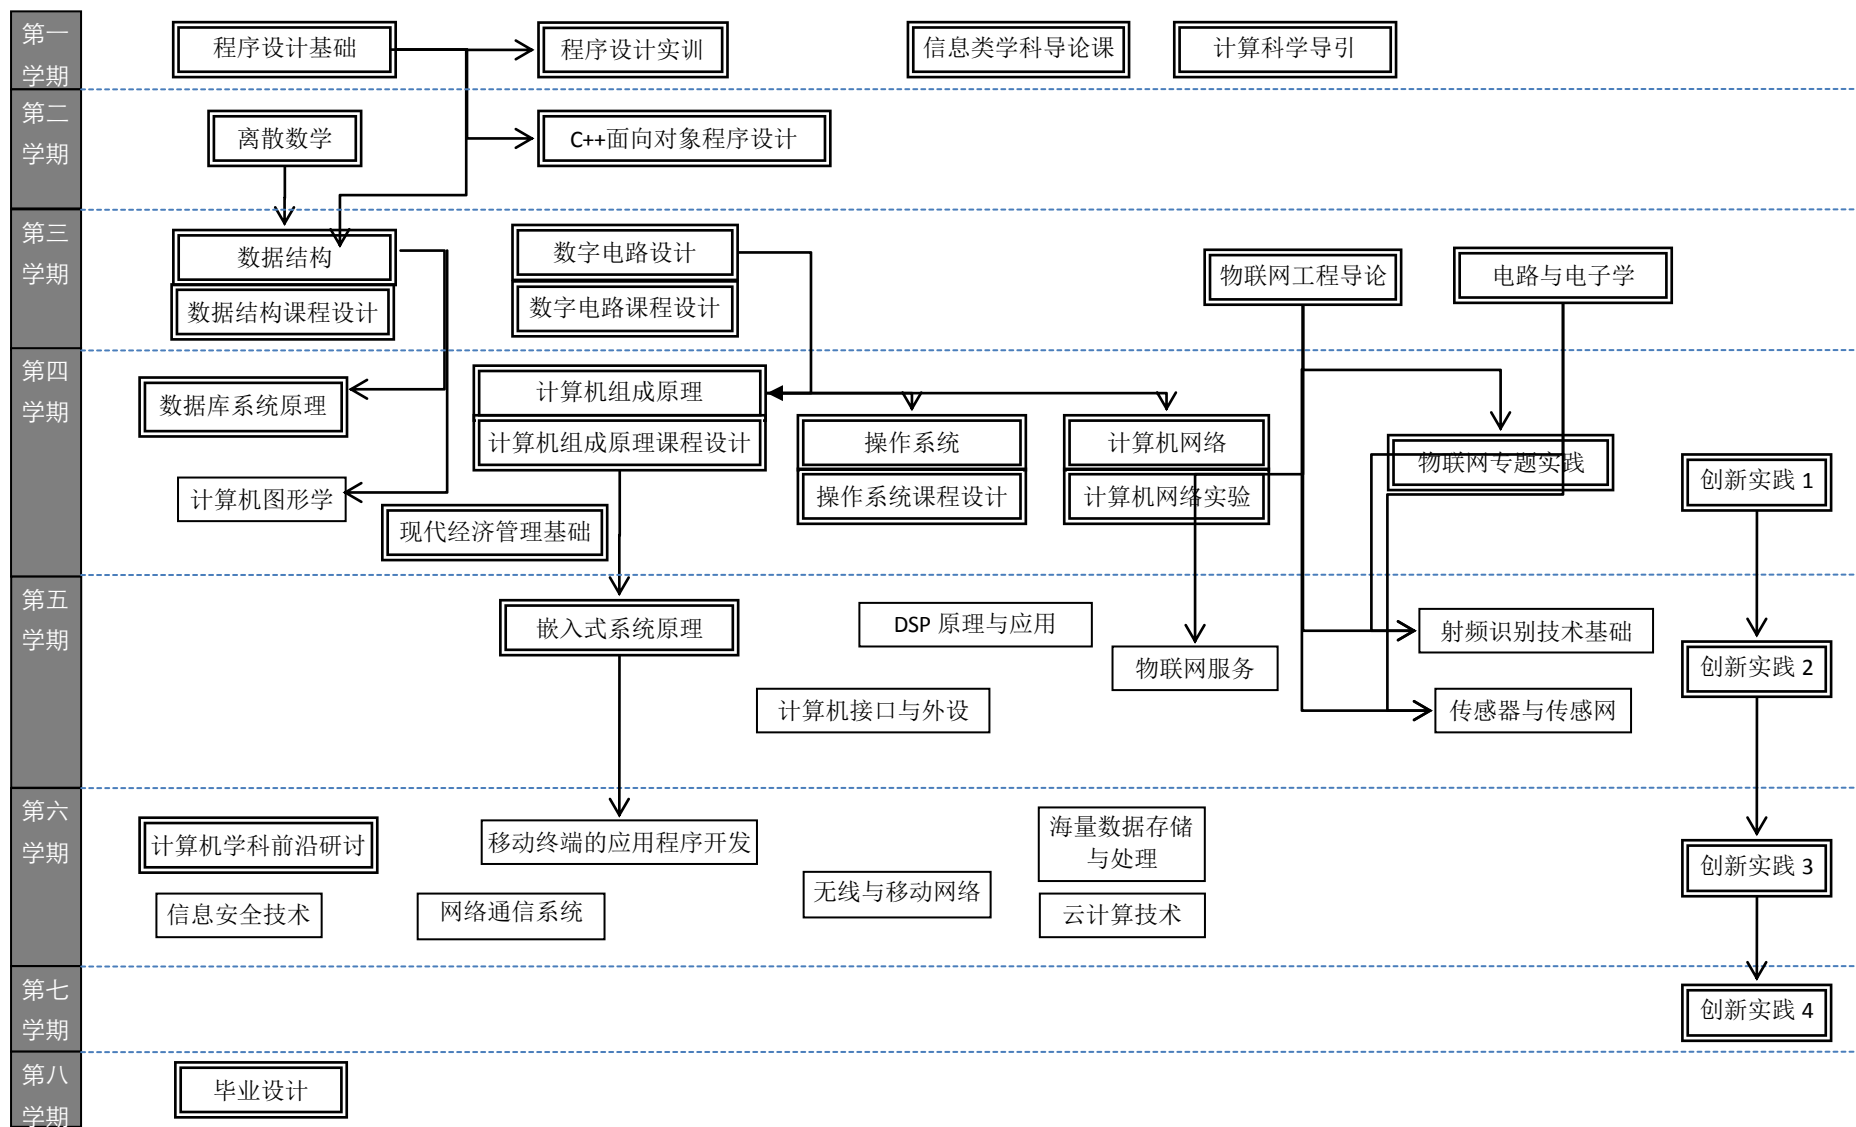 第一
学期
程序设计基础
程序设计实训
信息类学科导论课
计算科学导引
第二
学期
离散数学
C++面向对象程序设计
第三
学期
数据结构
数据结构课程设计
数字电路设计
数字电路课程设计
物联网工程导论
电路与电子学
第四
学期
数据库系统原理
计算机组成原理
计算机组成原理课程设计
操作系统
操作系统课程设计
计算机网络
计算机网络实验
物联网专题实践
创新实践 1
计算机图形学
现代经济管理基础
第五
学期
嵌入式系统原理
DSP 原理与应用
物联网服务
射频识别技术基础
创新实践 2
计算机接口与外设
传感器与传感网
第六
学期
计算机学科前沿研讨
移动终端的应用程序开发
海量数据存储
与处理
创新实践 3
信息安全技术
网络通信系统
无线与移动网络
云计算技术
第七
学期
创新实践 4
第八
学期
毕业设计